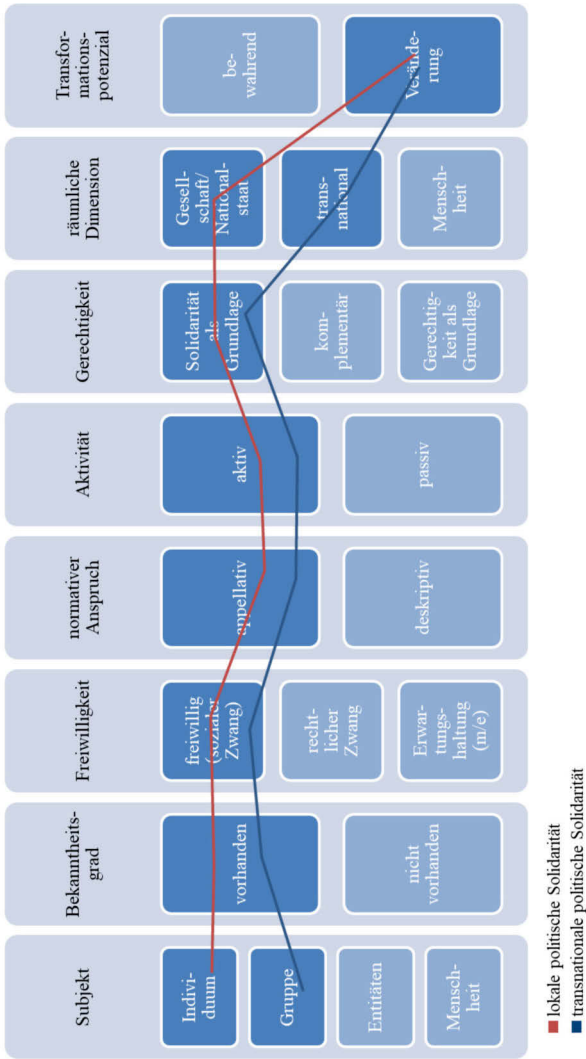 Subjekt
Indivi-
duum
Gruppe
Entitäten
Mensch-
heit
Bekanntheits-
grad
vorhanden
nicht
vorhanden
Freiwilligkeit
freiwillig
(sozialer
Zwang)
recht-
licher
Zwang
Erwar-
tungs-
haltung
(m/e)
normativer
Anspruch
appellativ
deskriptiv
Aktivität
aktiv
passiv
Gerechtigkeit
Solidarität
als
Grundlage
kom-
plementär
Gerechtig-
keit als
Grundlage
räumliche
Dimension
Gesell-
schaft/
National-
staat
trans-
national
Mensch-
heit
Transfor-
mations-
potenzial
be-
wahrend
Verände-
rung
lokale politische Solidarität
transnationale politische Solidarität